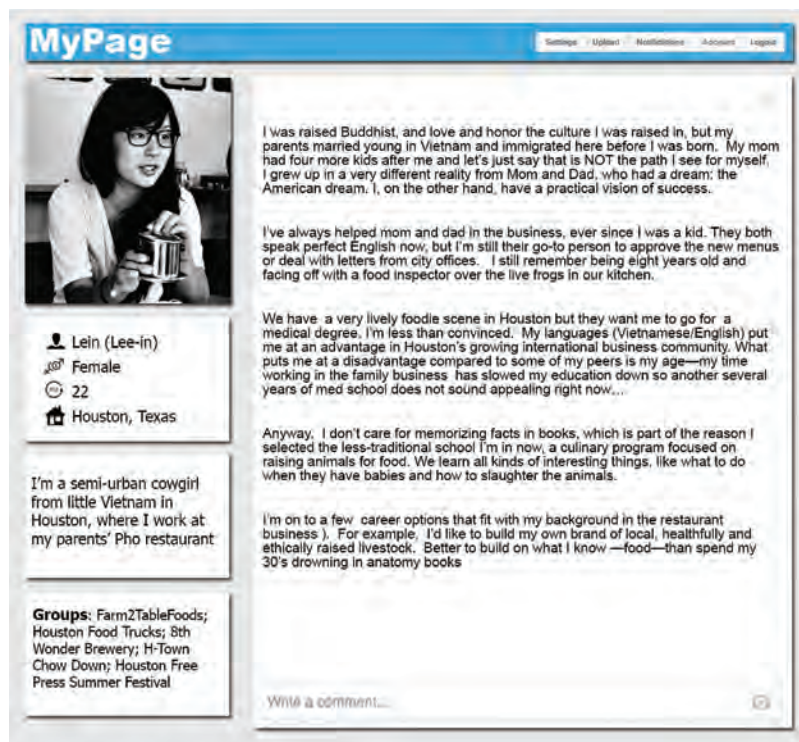 MyPage
Settings Upload Notifications Account Logout
Lein (Lee-in)
Female
22
Houston, Texas
I'm a semi-urban cowgirl
from little Vietnam in
Houston, where I work at
my parents' Pho restaurant
Groups: Farm2TableFoods;
Houston Food Trucks; 8th
Wonder Brewery; H-Town
Chow Down; Houston Free
Press Summer Festival
I was raised Buddhist, and love and honor the culture I was raised in, but my
parents married young in Vietnam and immigrated here before I was born. My mom
had four more kids after me and let's just say that is NOT the path I see for myself.
I grew up in a very different reality from Mom and Dad, who had a dream: the
American dream. I, on the other hand, have a practical vision of success.
I've always helped mom and dad in the business, ever since I was a kid. They both
speak perfect English now, but I'm still their go-to person to approve the new menus
or deal with letters from city offices. I still remember being eight years old and
facing off with a food inspector over the live frogs in our kitchen.
We have a very lively foodie scene in Houston but they want me to go for a
medical degree, I'm less than convinced. My languages (Vietnamese/English) put
me at an advantage in Houston's growing international business community. What
puts me at a disadvantage compared to some of my peers is my age—my time
working in the family business has slowed my education down so another several
years of med school does not sound appealing right now...
Anyway, I don't care for memorizing facts in books, which is part of the reason I
selected the less-traditional school I'm in now, a culinary program focused on
raising animals for food. We learn all kinds of interesting things, like what to do
when they have babies and how to slaughter the animals.
I'm on to a few career options that fit with my background in the restaurant
business ). For example, I'd like to build my own brand of local, healthfully and
ethically raised livestock. Better to build on what I know —food—than spend my
30's drowning in anatomy books
Write a comment...